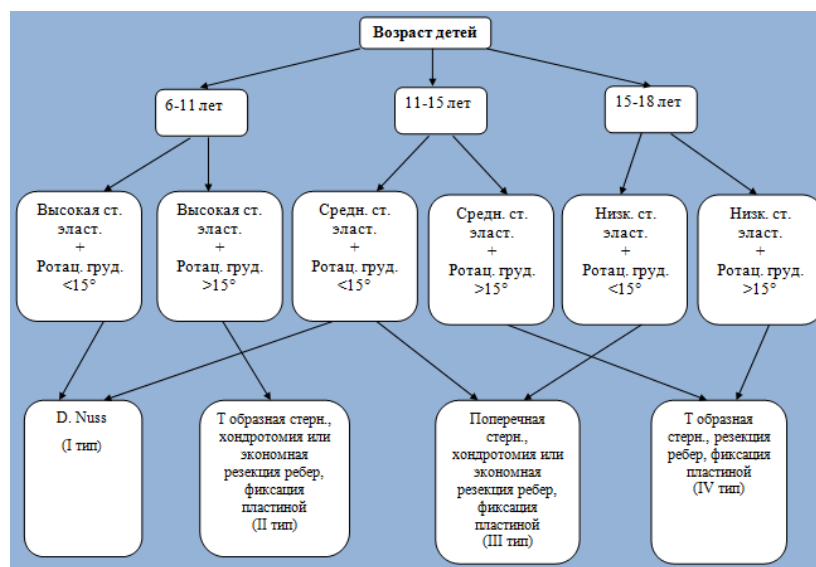 Возраст детей
6-11 лет
11-15 лет
15-18 лет
Высокая ст.
эласт.
+
Ротац. груд.
<15°
Высокая ст.
эласт.
+
Ротац. груд.
>15°
Средн. ст.
эласт.
+
Ротац. груд.
<15°
Средн. ст.
эласт.
+
Ротац. груд.
>15°
Низк. ст.
эласт.
+
Ротац. груд.
<15°
Низк. ст.
эласт.
+
Ротац. груд.
>15°
D. Nuss
(I тип)
Т образная стерн.,
хондротомия или
экономная
резекция ребер,
фиксация
пластиной
(II тип)
Поперечная
стерн.,
хондротомия или
экономная
резекция ребер,
фиксация
пластиной
(III тип)
Т образная
стерн., резекция
ребер, фиксация
пластиной
(IV тип)